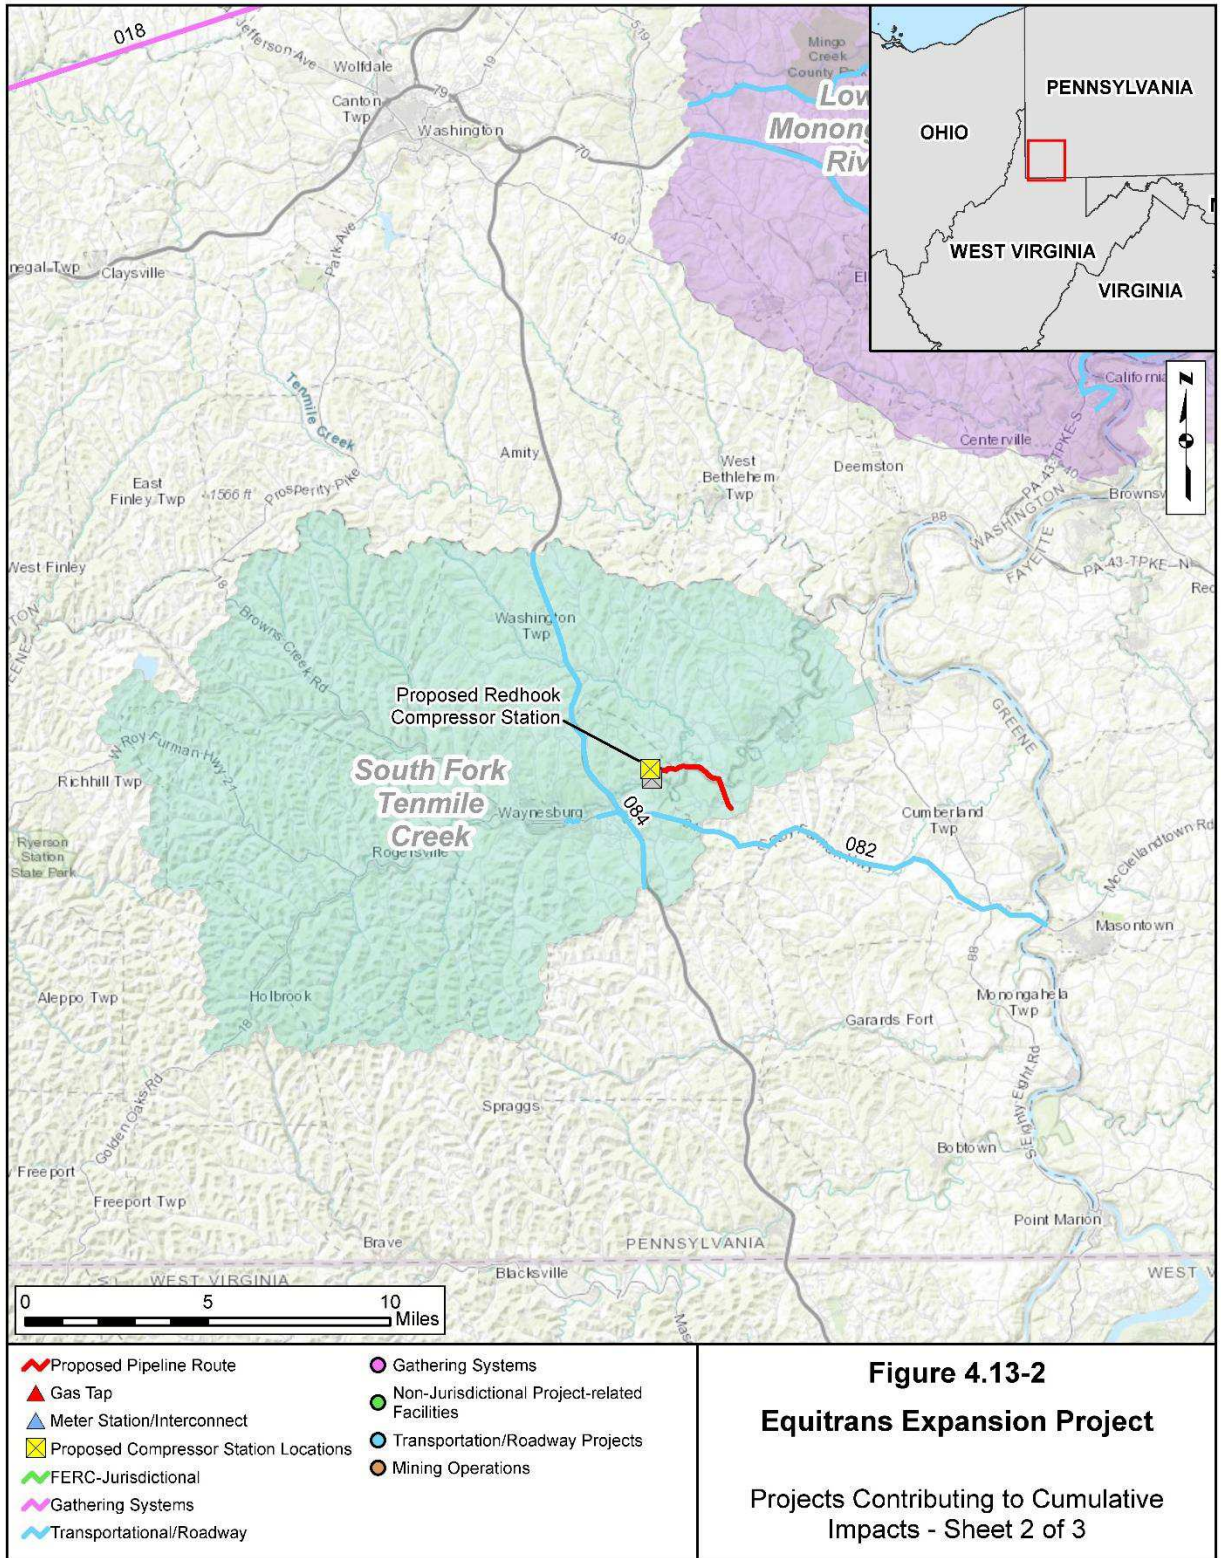 018
Jefferson Ave
519
Wolfdale
19
Mingo
Creek
County
79
Canton
Twp
Washington
PENNSYLVANIA
OHIO
WEST VIRGINIA
VIRGINIA
70
40
Park Ave
Claysville
California
N
Tenmile Creek
Centerville
Amity
West
Bethlehem
Twp
Deemston
PA-43-TPKE-S
40
East
Finley Twp
1566 ft
Prosperity Pike
88
WASHINGTON
FAYETTE
PA-43-TPKE-N
West Finley
18
Browns Creek Rd
Washington
Twp
Proposed Redhook
Compressor Station
GREENE
W Roy Furman Hwy 21
Richhill Twp
South Fork
Tenmile
Creek
Waynesburg
084
082
Cumberland
Twp
McClellandtown Rd
Ryerson
Station
State Park
Rogersville
Masontown
88
Aleppo Twp
Holbrook
18
Monongahela
Twp
Garards Fort
Golden Oaks Rd
Spraggs
S Eighty Eight Rd
Freeport
Bobtown
Freeport Twp
Point Marion
Brave
PENNSYLVANIA
WEST VIRGINIA
Blacksville
WEST
0 5 10
Miles
Proposed Pipeline Route
Gas Tap
Meter Station/Interconnect
Proposed Compressor Station Locations
FERC-Jurisdictional
Gathering Systems
Transportational/Roadway
Gathering Systems
Non-Jurisdictional Project-related
Facilities
Transportation/Roadway Projects
Mining Operations
Figure 4.13-2
Equitrans Expansion Project
Projects Contributing to Cumulative
Impacts - Sheet 2 of 3